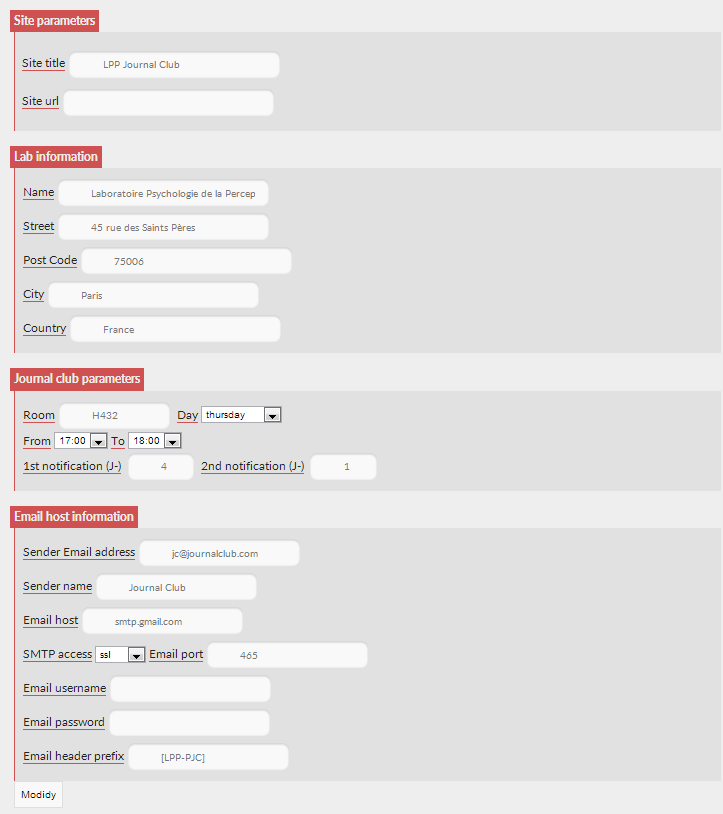 Site parameters
Site title LPP Journal Club
Site url
Lab information
Name Laboratoire Psychologie de la Percep
Street 45 rue des Saints Pères
Post Code 75006
City Paris
Country France
Journal club parameters
Room H432 Day thursday
From 17:00 To 18:00
1st notification (J-) 4 2nd notification (J-) 1
Email host information
Sender Email address jc@journalclub.com
Sender name Journal Club
Email host smtp.gmail.com
SMTP access ssl Email port 465
Email username
Email password
Email header prefix [LPP-PJC]
Modidy